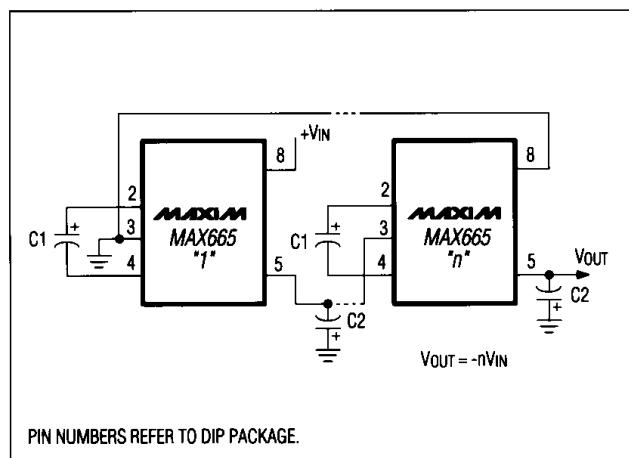 +VIN
8
8
2
MAXIM
3
MAX665
"1"
4
5
C1
+
C2
+
2
MAXIM
3
MAX665
"n"
4
5
C1
+
VOUT
C2
+
VOUT = -nVIN
PIN NUMBERS REFER TO DIP PACKAGE.